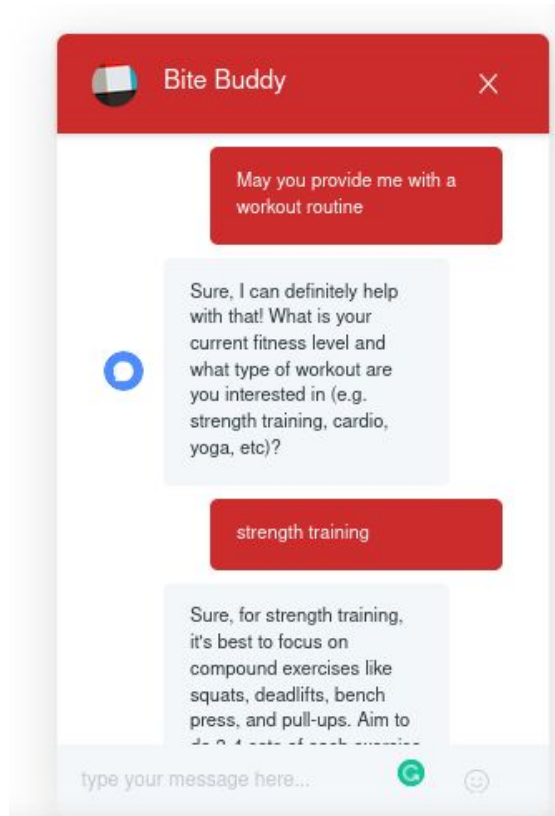 Bite Buddy
May you provide me with a
workout routine
Sure, I can definitely help
with that! What is your
current fitness level and
what type of workout are
you interested in (e.g.
strength training, cardio,
yoga, etc)?
strength training
Sure, for strength training,
it's best to focus on
compound exercises like
squats, deadlifts, bench
press, and pull-ups. Aim to
type your message here...